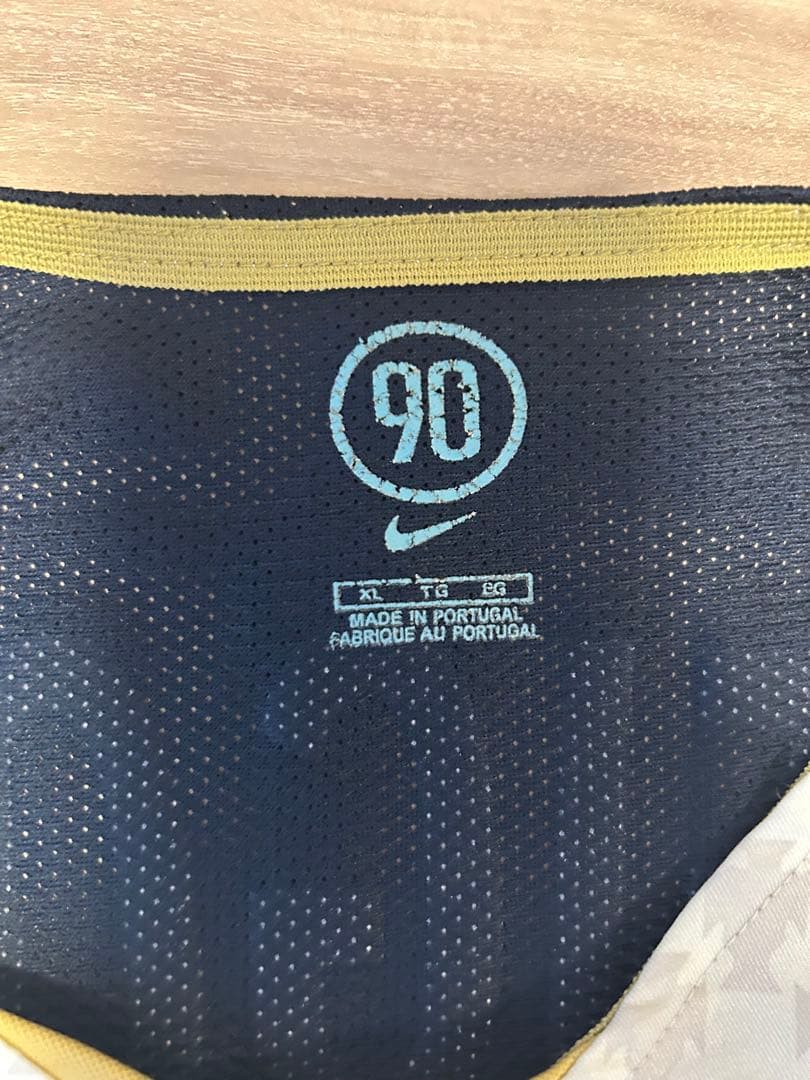 90
XL TG EG
MADE IN PORTUGAL
FABRIQUE AU PORTUGAL